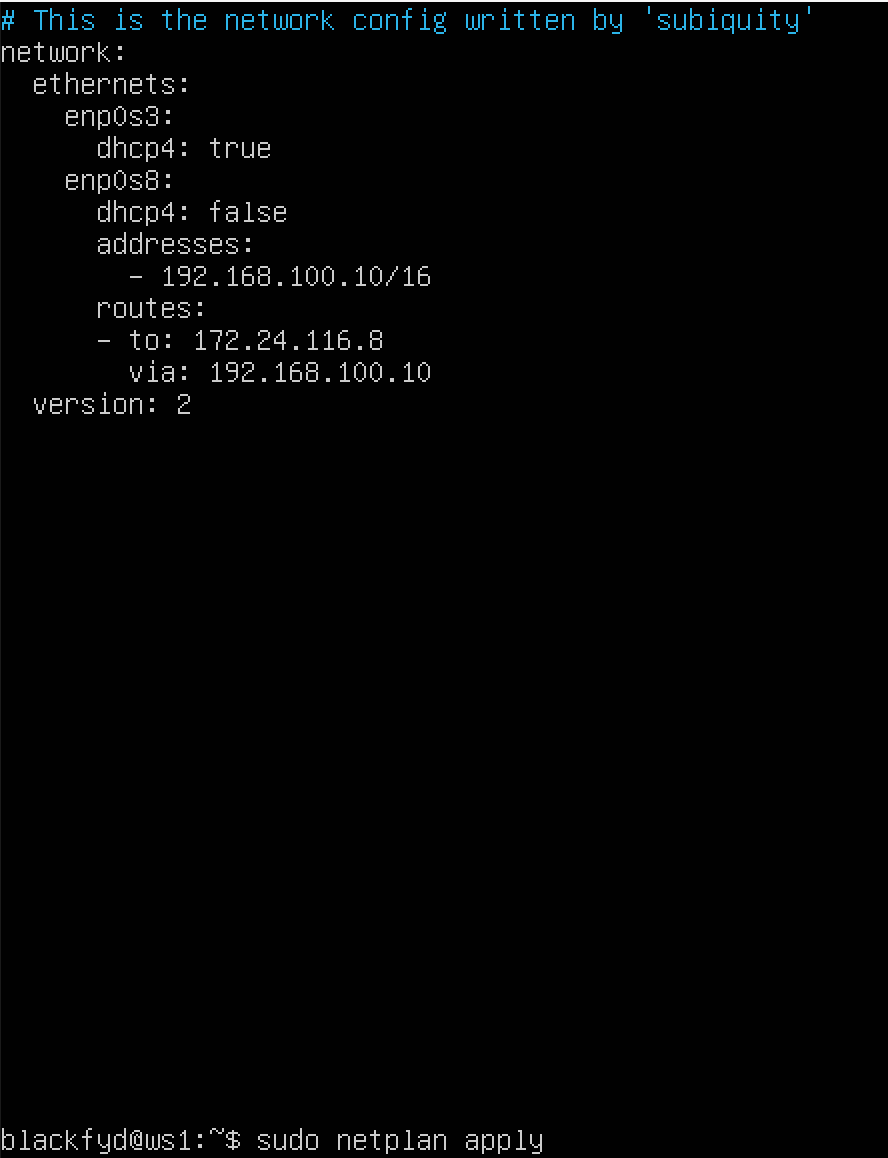 # This is the network config written by 'subiquity'
network:
  ethernets:
    enp0s3:
      dhcp4: true
    enp0s8:
      dhcp4: false
      addresses:
        - 192.168.100.10/16
      routes:
      - to: 172.24.116.8
        via: 192.168.100.10
  version: 2
blackfyd@ws1:~$ sudo netplan apply